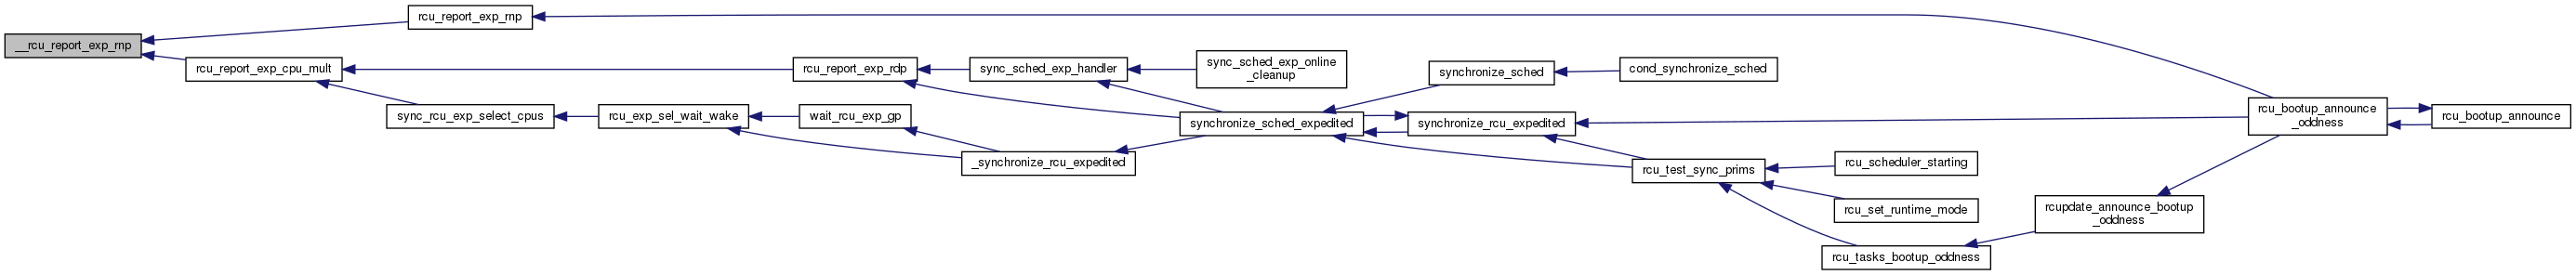 __rcu_report_exp_rnp
rcu_report_exp_rnp
rcu_report_exp_cpu_mult
rcu_report_exp_rdp
sync_sched_exp_handler
sync_sched_exp_online
_cleanup
synchronize_sched
cond_synchronize_sched
sync_rcu_exp_select_cpus
rcu_exp_sel_wait_wake
wait_rcu_exp_gp
_synchronize_rcu_expedited
synchronize_sched_expedited
synchronize_rcu_expedited
rcu_test_sync_prims
rcu_scheduler_starting
rcu_set_runtime_mode
rcu_tasks_bootup_oddness
rcupdate_announce_bootup
_oddness
rcu_bootup_announce
_oddness
rcu_bootup_announce